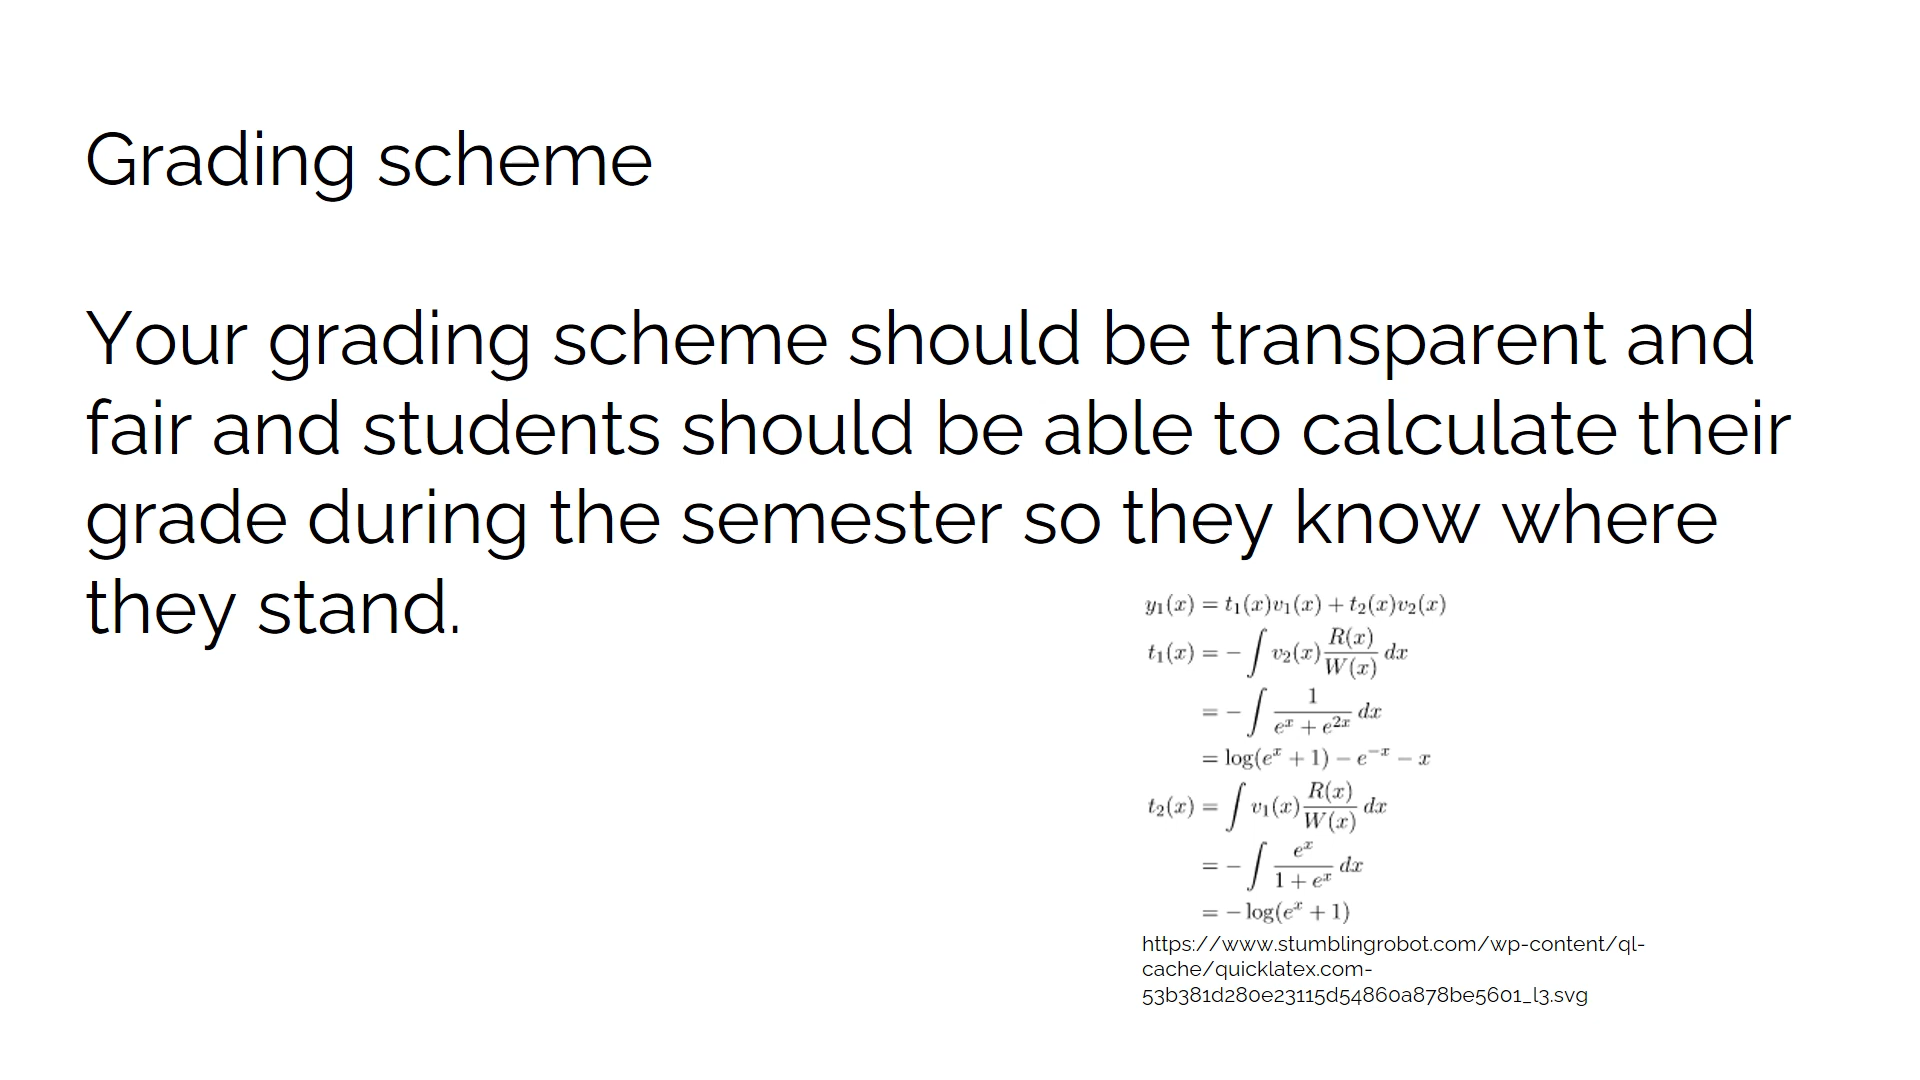 Grading scheme
Your grading scheme should be transparent and
fair and students should be able to calculate their
grade during the semester so they know where
they stand.
y₁(x) = t₁(x)v₁(x) + t₂(x)v₂(x)
t₁(x) = − ∫ v₂(x) R(x)/W(x) dx
= − ∫ 1/(eˣ + e²ˣ) dx
= log(eˣ + 1) − e⁻ˣ − x
t₂(x) = ∫ v₁(x) R(x)/W(x) dx
= − ∫ eˣ/(1 + eˣ) dx
= − log(eˣ + 1)
https://www.stumblingrobot.com/wp-content/ql-
cache/quicklatex.com-
53b381d280e23115d54860a878be5601_l3.svg